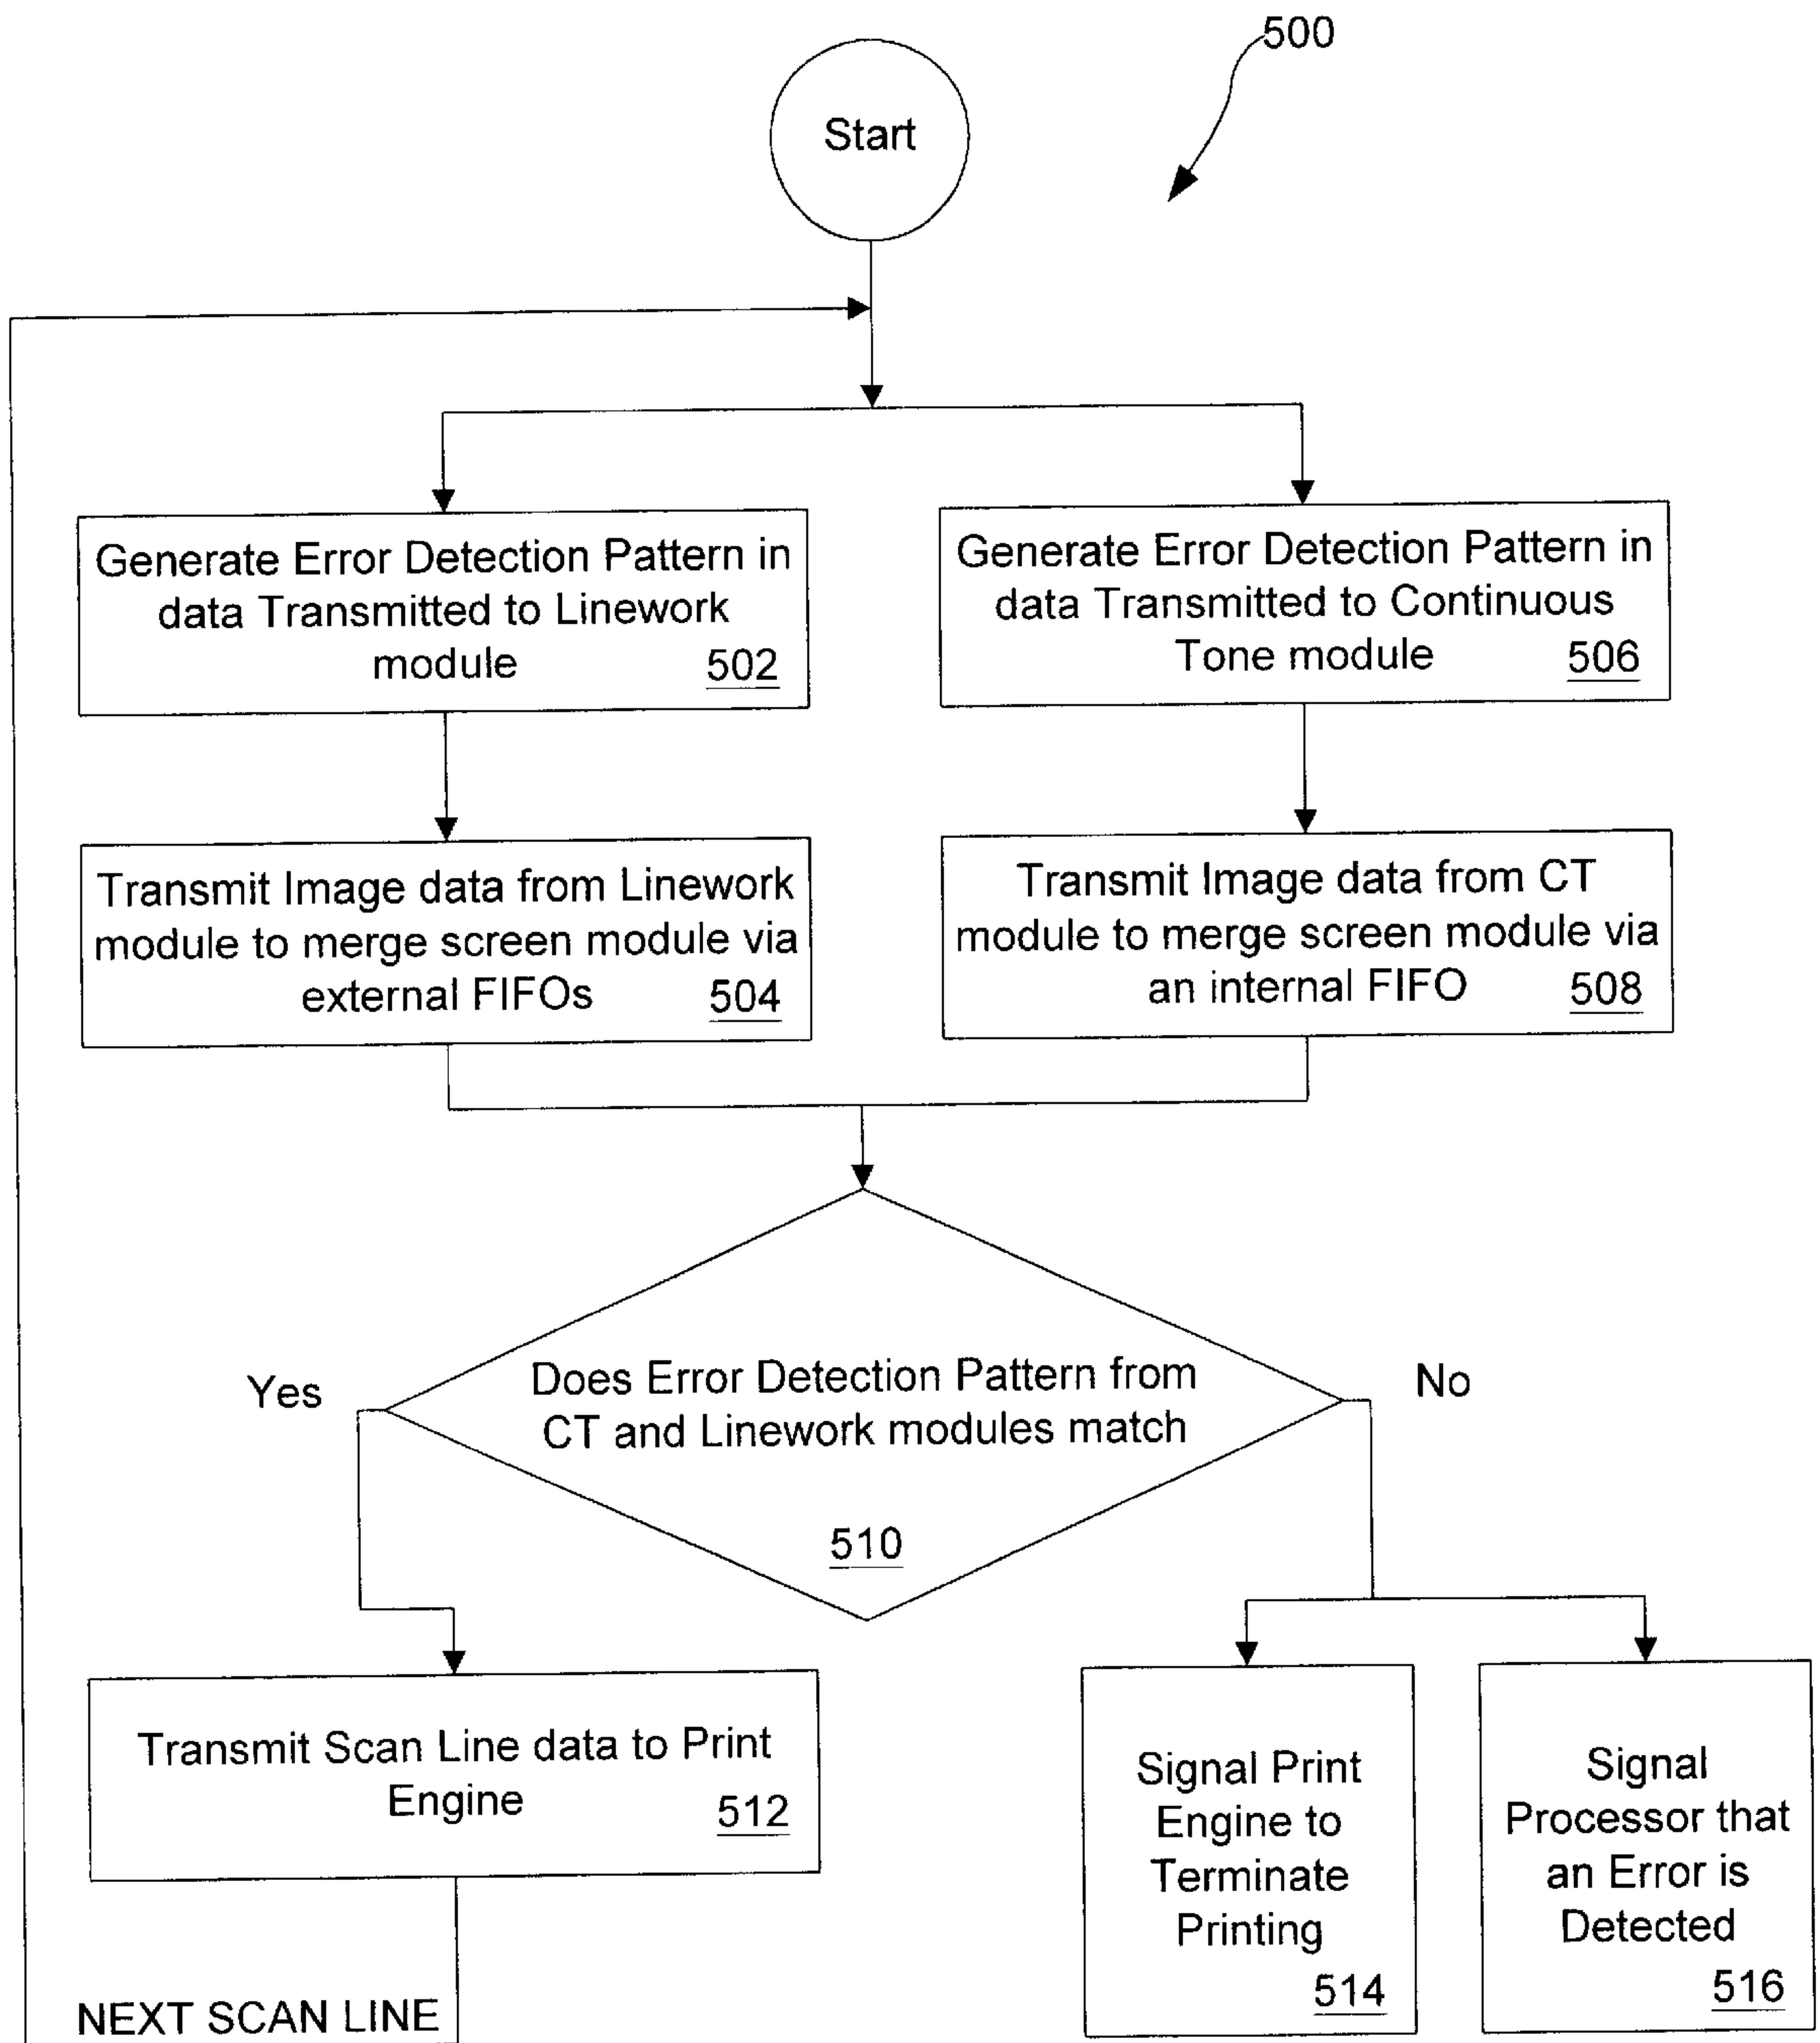 500
Start
Generate Error Detection Pattern in
data Transmitted to Linework
module 502
Generate Error Detection Pattern in
data Transmitted to Continuous
Tone module 506
Transmit Image data from Linework
module to merge screen module via
external FIFOs 504
Transmit Image data from CT
module to merge screen module via
an internal FIFO 508
Does Error Detection Pattern from
CT and Linework modules match
510
Yes
No
Transmit Scan Line data to Print
Engine 512
Signal Print
Engine to
Terminate
Printing
514
Signal
Processor that
an Error is
Detected
516
NEXT SCAN LINE